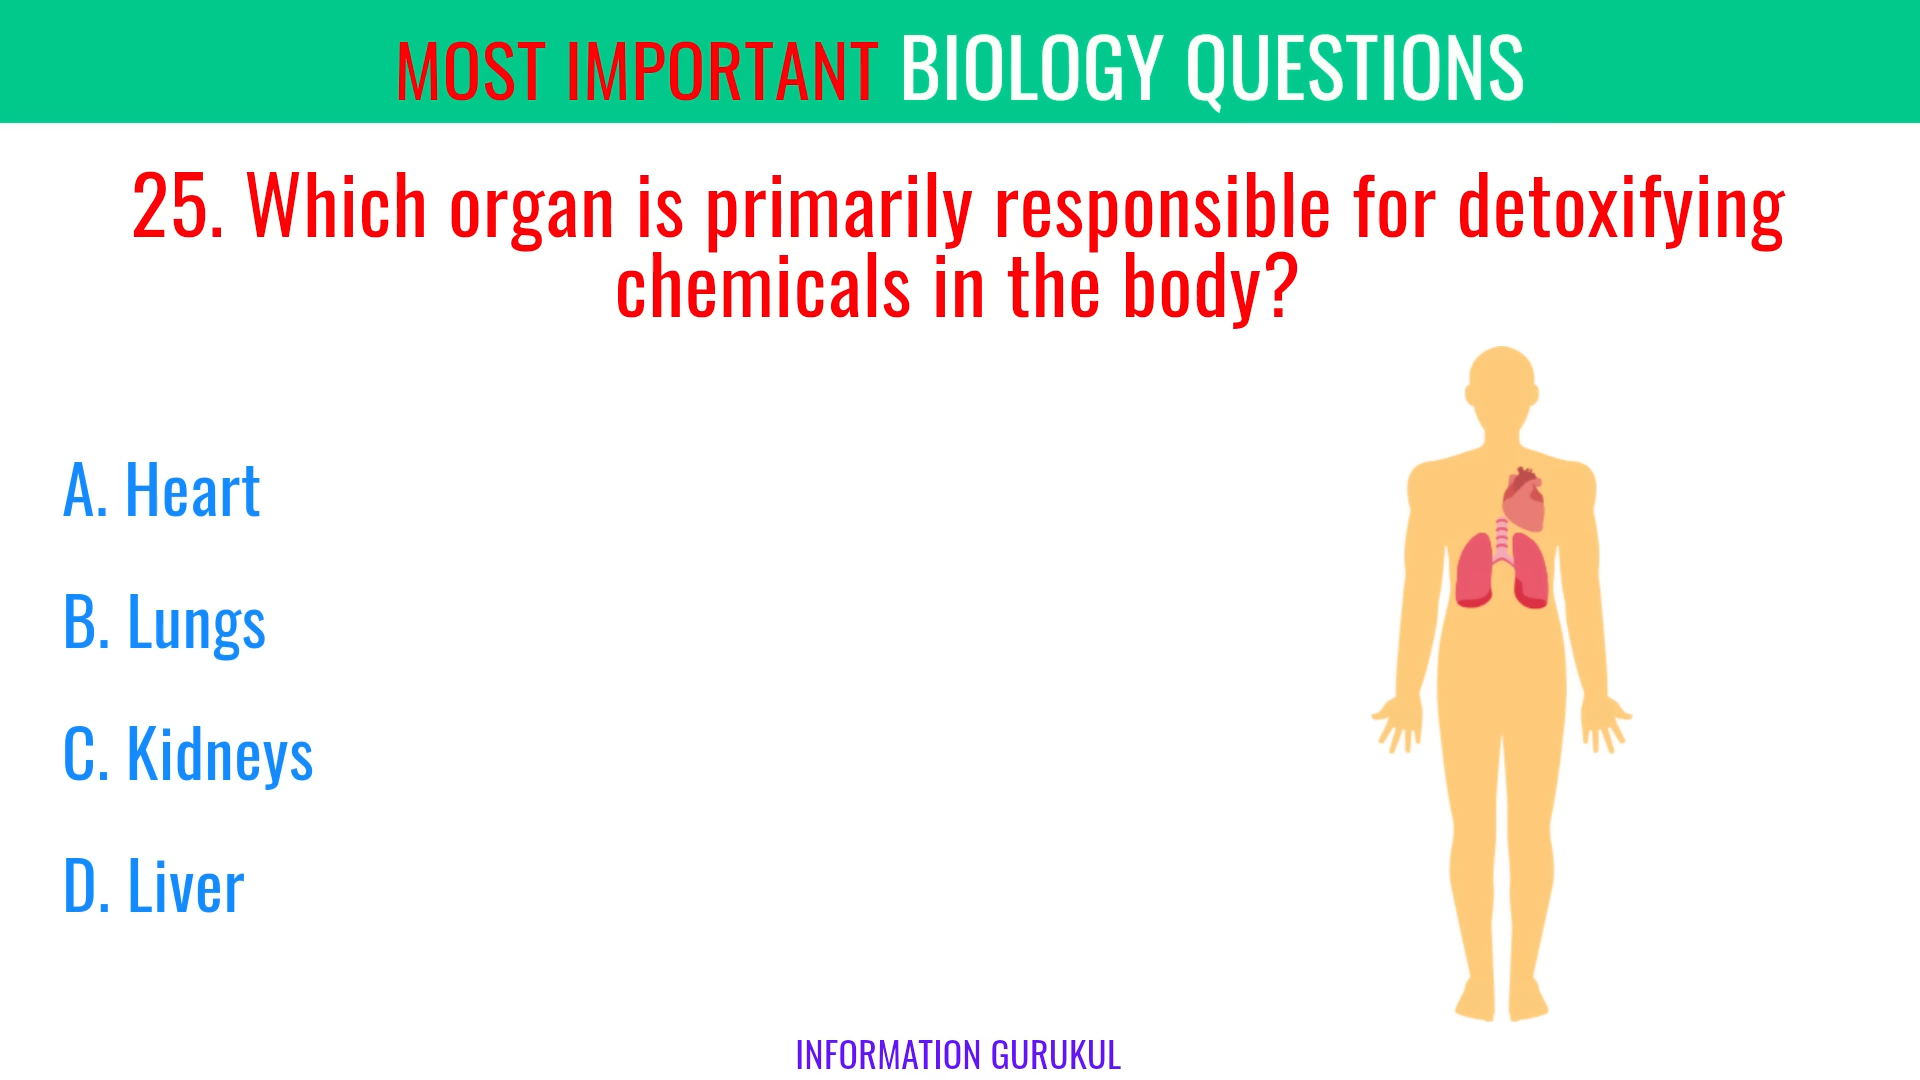 MOST IMPORTANT BIOLOGY QUESTIONS
25. Which organ is primarily responsible for detoxifying
chemicals in the body?
A. Heart
B. Lungs
C. Kidneys
D. Liver
INFORMATION GURUKUL